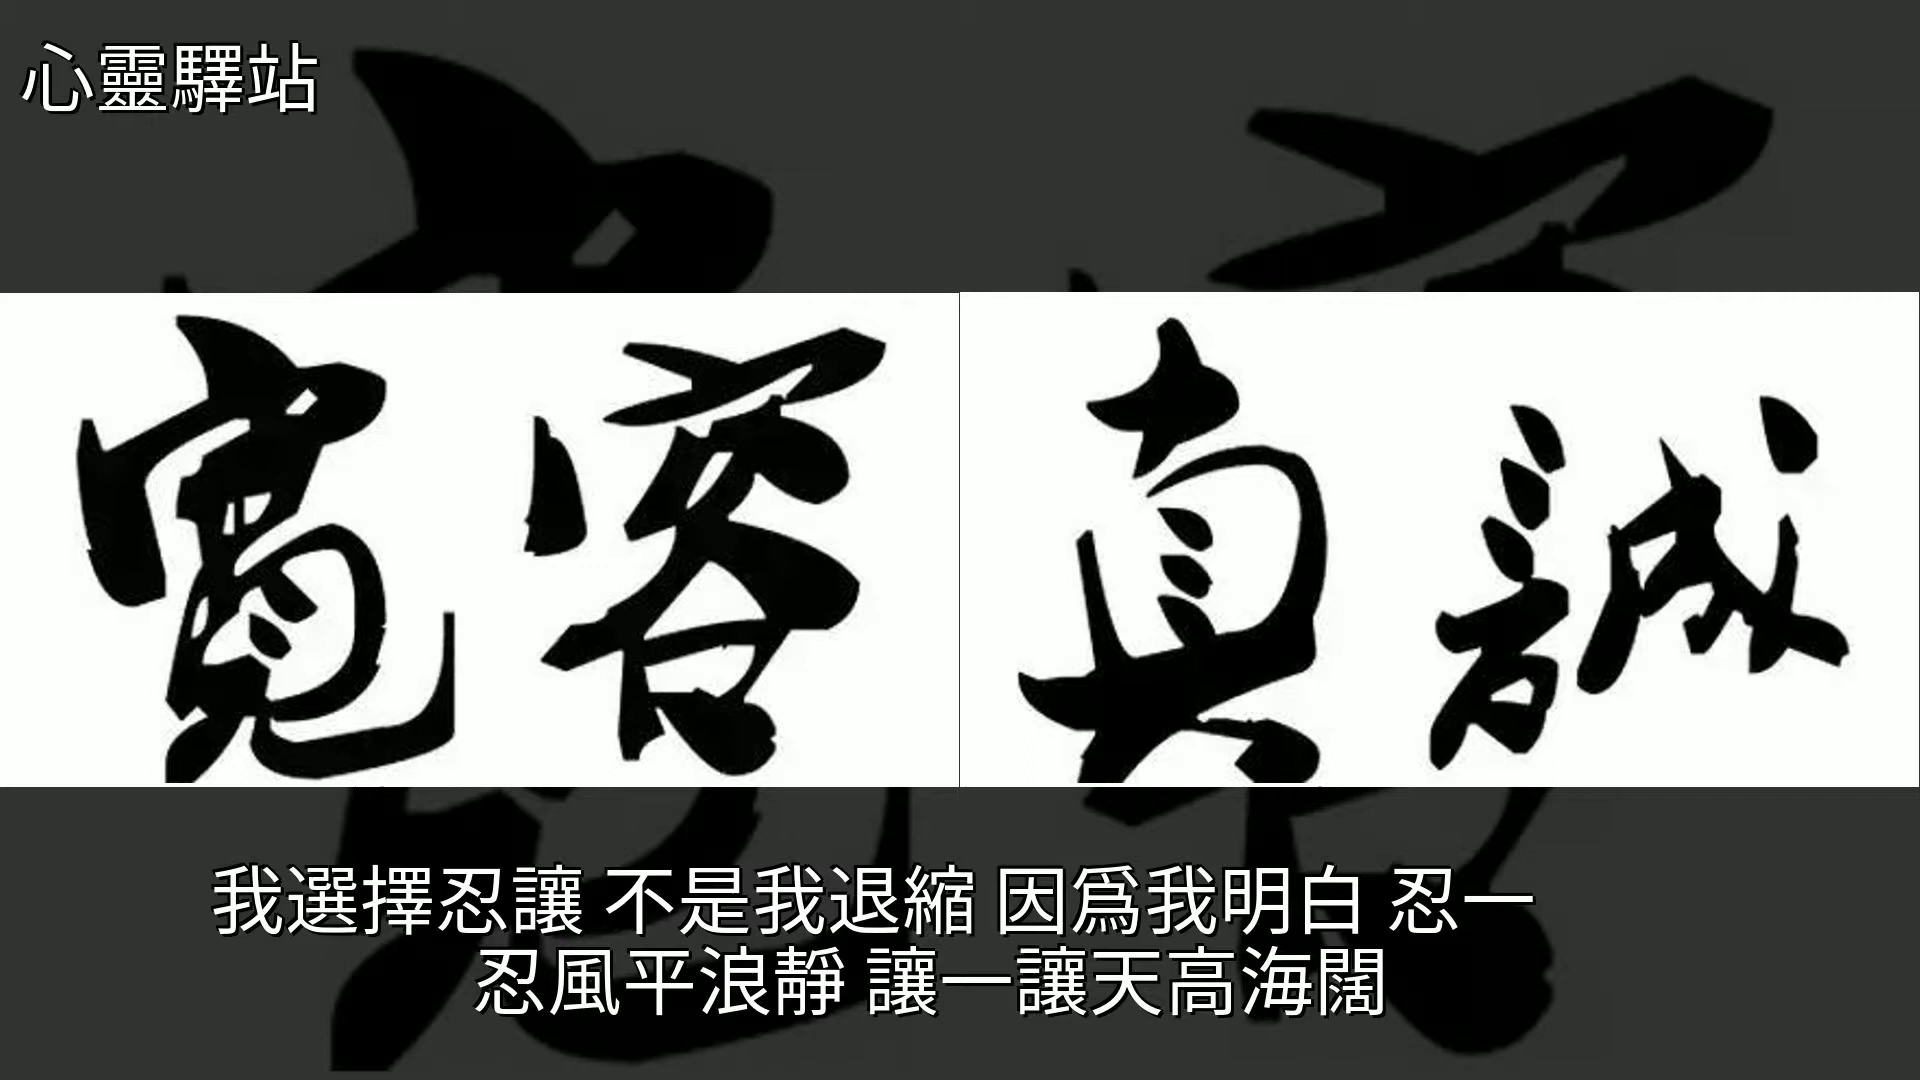 心靈驛站
寬容
真誠
我選擇忍讓 不是我退縮 因爲我明白 忍一
忍風平浪靜 讓一讓天高海闊